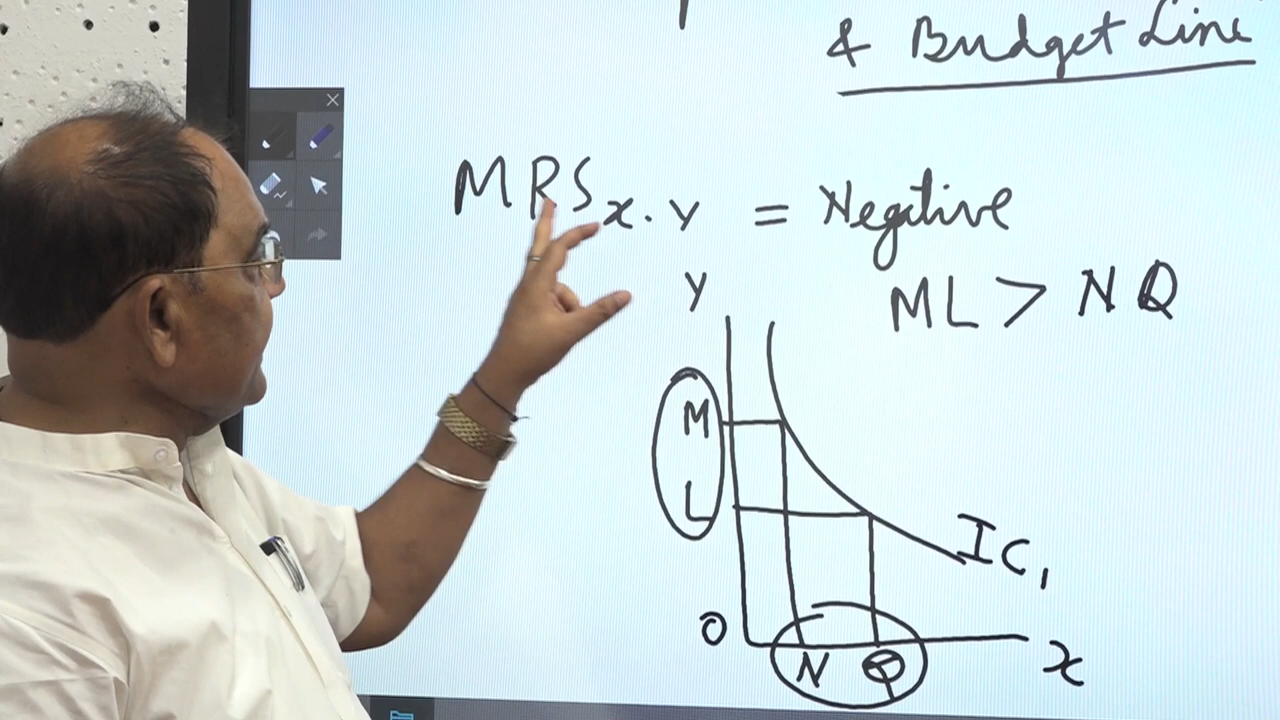 & Budget Line
MRSx.y = Negative
Y
ML > NQ
M
L
IC1
O
N Q
x